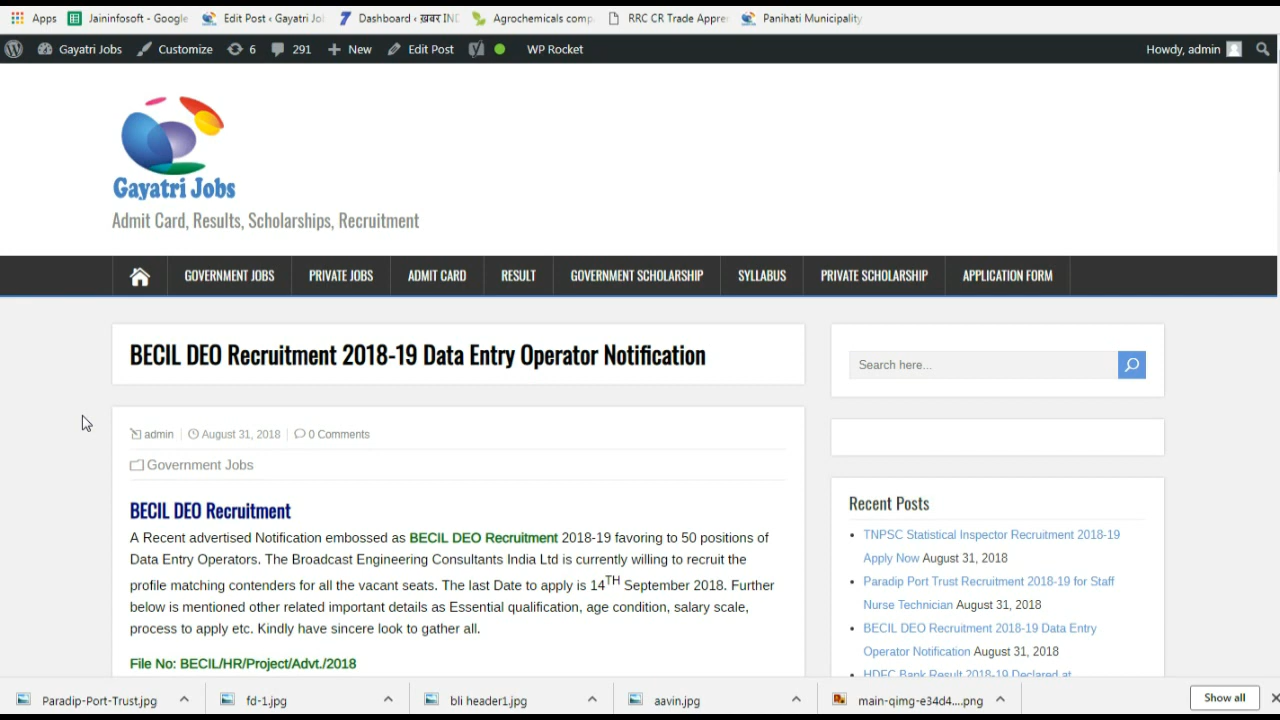 Apps Jaininfosoft - Google Edit Post ‹ Gayatri Jo Dashboard ‹ ख़बर IND Agrochemicals comp RRC CR Trade Appre Panihati Municipality
Gayatri Jobs Customize 6 291 New Edit Post WP Rocket Howdy, admin
Gayatri Jobs
Admit Card, Results, Scholarships, Recruitment
GOVERNMENT JOBS PRIVATE JOBS ADMIT CARD RESULT GOVERNMENT SCHOLARSHIP SYLLABUS PRIVATE SCHOLARSHIP APPLICATION FORM
BECIL DEO Recruitment 2018-19 Data Entry Operator Notification
admin August 31, 2018 0 Comments
Government Jobs
BECIL DEO Recruitment
A Recent advertised Notification embossed as BECIL DEO Recruitment 2018-19 favoring to 50 positions of
Data Entry Operators. The Broadcast Engineering Consultants India Ltd is currently willing to recruit the
profile matching contenders for all the vacant seats. The last Date to apply is 14TH September 2018. Further
below is mentioned other related important details as Essential qualification, age condition, salary scale,
process to apply etc. Kindly have sincere look to gather all.
File No: BECIL/HR/Project/Advt./2018
Search here...
Recent Posts
TNPSC Statistical Inspector Recruitment 2018-19
Apply Now August 31, 2018
Paradip Port Trust Recruitment 2018-19 for Staff
Nurse Technician August 31, 2018
BECIL DEO Recruitment 2018-19 Data Entry
Operator Notification August 31, 2018
HDFC Bank Result 2018-19 Declared at
Paradip-Port-Trust.jpg fd-1.jpg bli header1.jpg aavin.jpg main-qimg-e34d4....png Show all